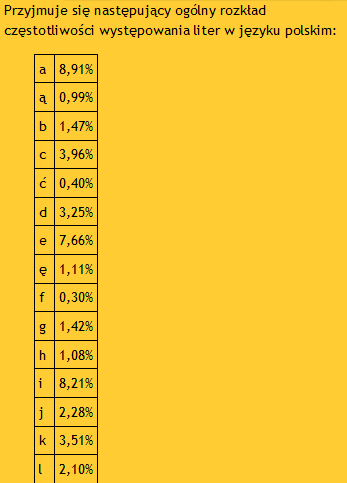 Przyjmuje się następujący ogólny rozkład
częstotliwości występowania liter w języku polskim:
a 8,91%
ą 0,99%
b 1,47%
c 3,96%
ć 0,40%
d 3,25%
e 7,66%
ę 1,11%
f 0,30%
g 1,42%
h 1,08%
i 8,21%
j 2,28%
k 3,51%
l 2,10%